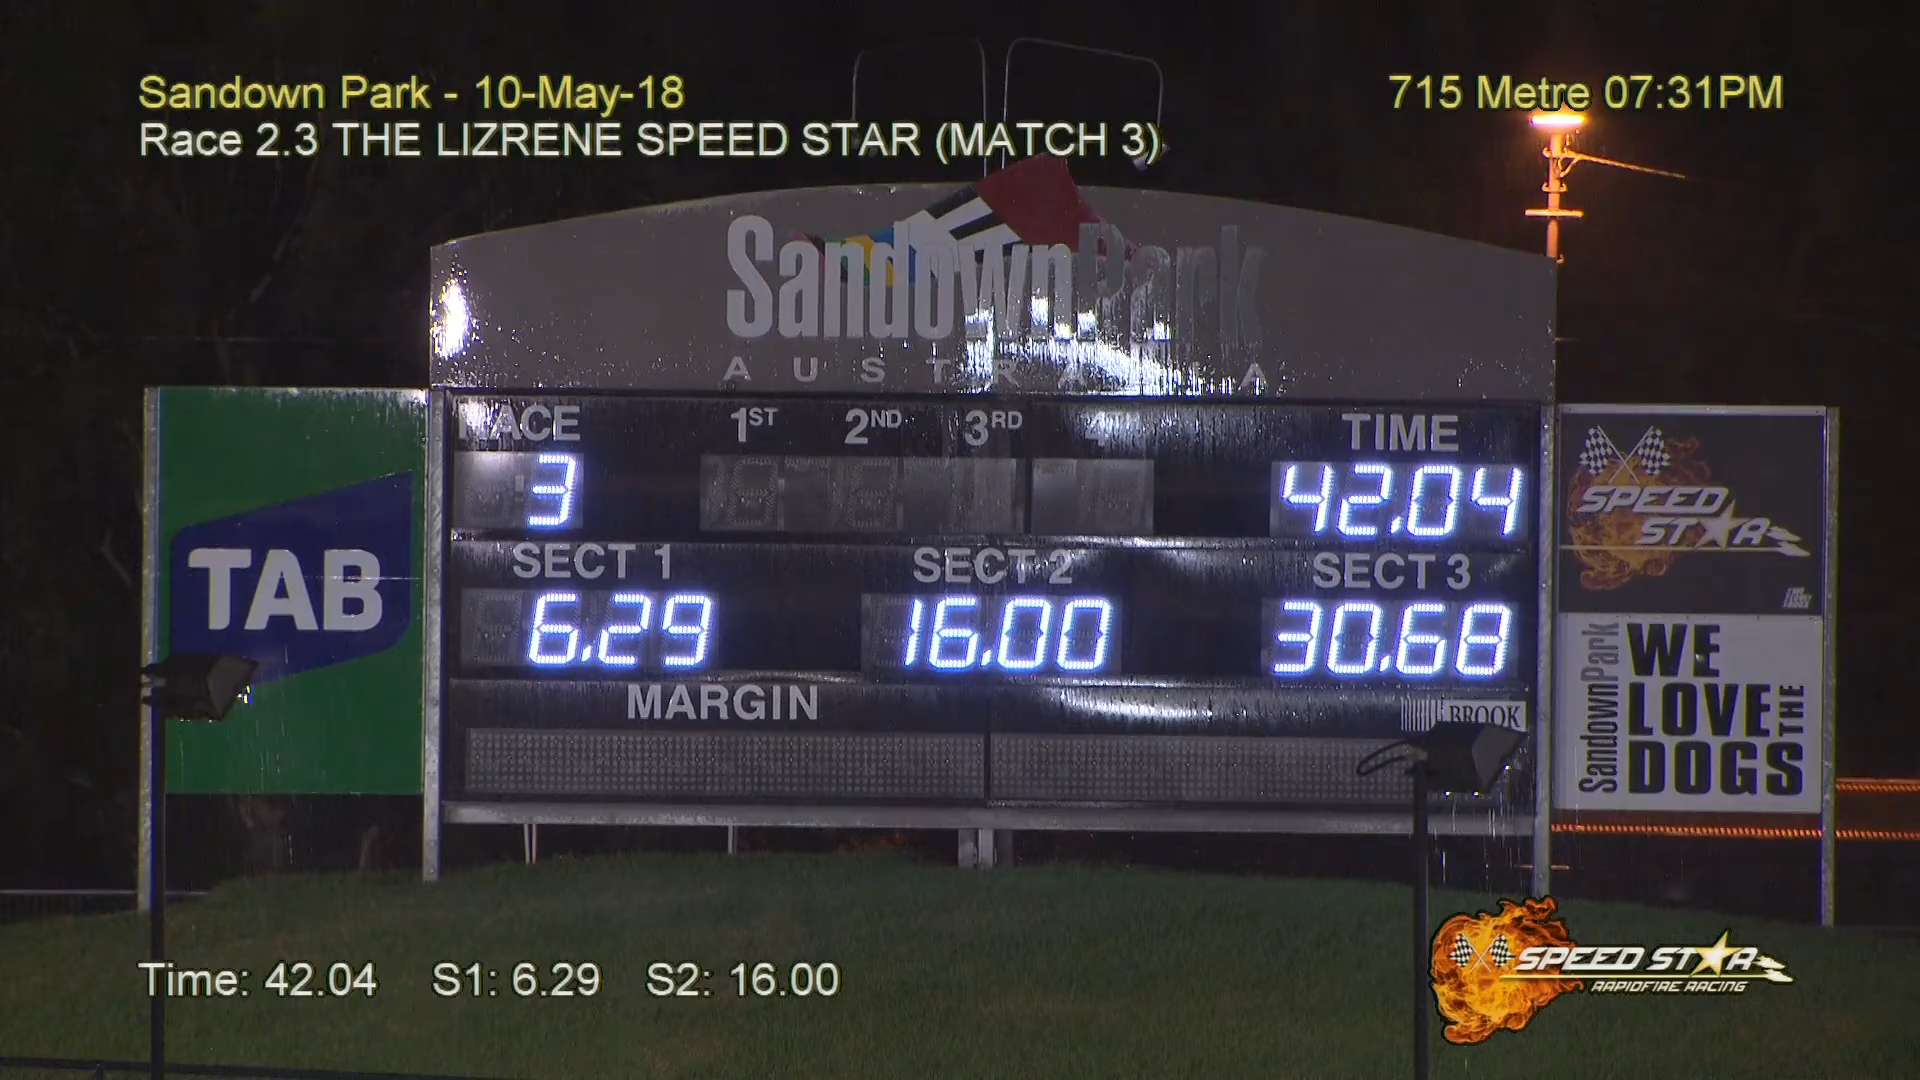 Sandown Park - 10-May-18
715 Metre 07:31PM
Race 2.3 THE LIZRENE SPEED STAR (MATCH 3)
SandownPark
AUSTRALIA
RACE 1ST 2ND 3RD 4TH TIME
3 42.04
SECT 1 SECT 2 SECT 3
6.29 16.00 30.68
MARGIN
BROOK
TAB
SPEED
STAR
SandownPark
WE
LOVE THE
DOGS
Time: 42.04 S1: 6.29 S2: 16.00
SPEED STAR
RAPIDFIRE RACING